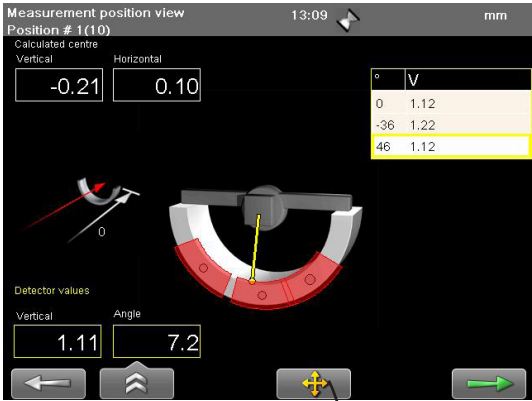 Measurement position view 13:09 mm
Position # 1(10)
Calculated centre
Vertical Horizontal
-0.21 0.10
° V
0 1.12
-36 1.22
46 1.12
0
Detector values
Vertical Angle
1.11 7.2